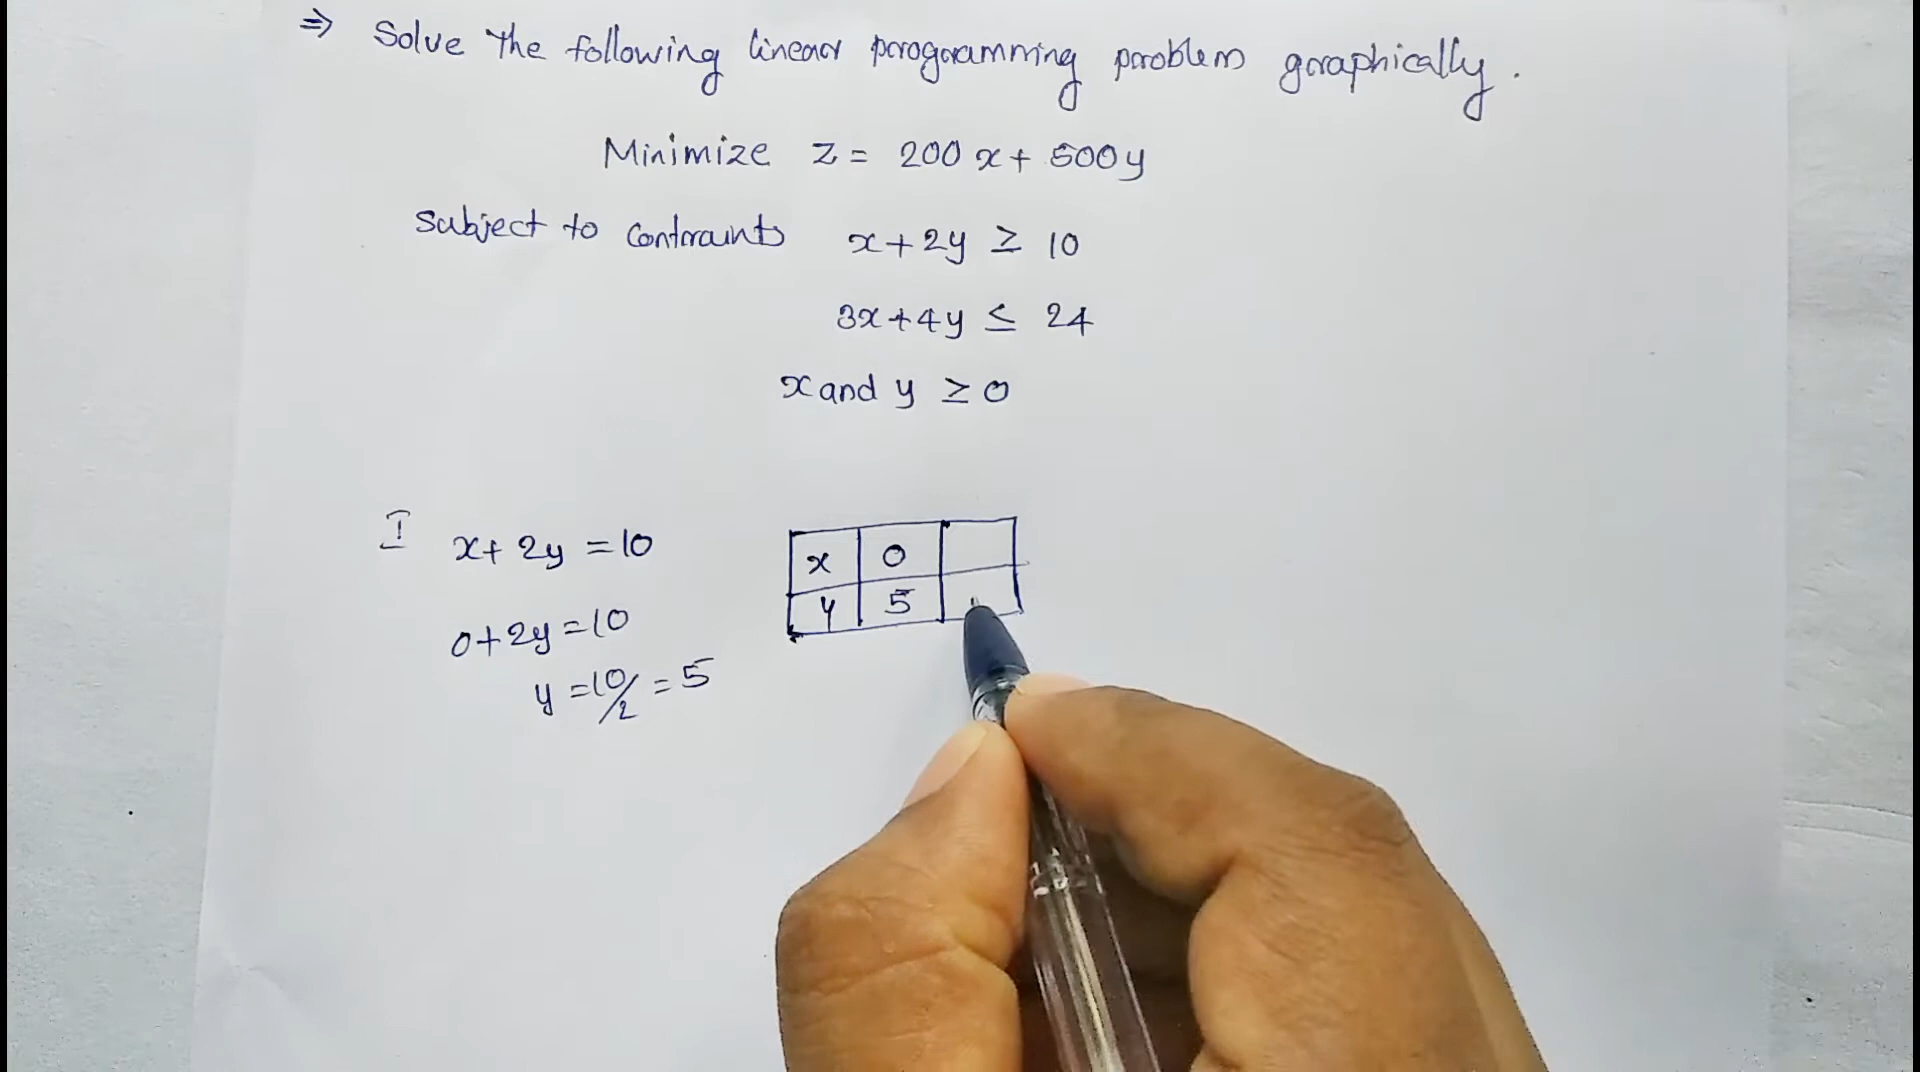 ⇒ Solve the following linear programming problem graphically.
Minimize z = 200x + 500y
Subject to Contraints x + 2y ≥ 10
3x + 4y ≤ 24
x and y ≥ 0
I x + 2y = 10
0 + 2y = 10
y = 10/2 = 5
x 0
y 5